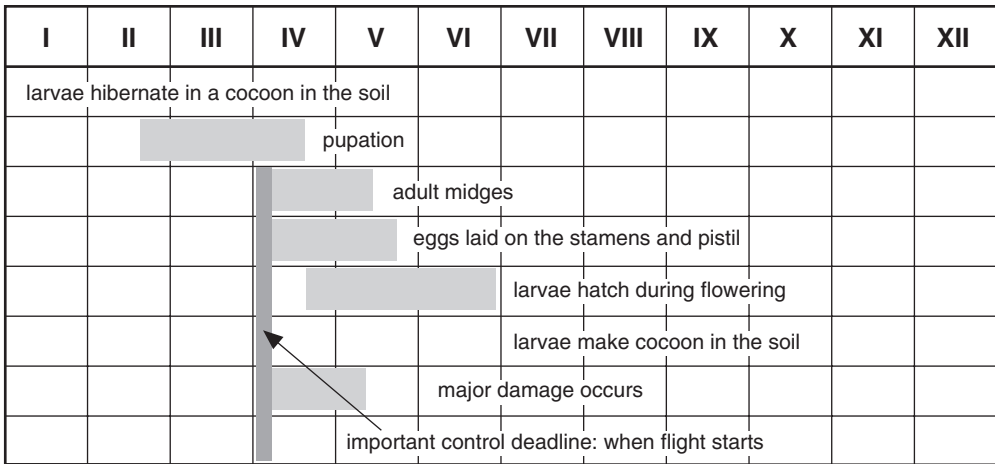 I II III IV V VI VII VIII IX X XI XII
larvae hibernate in a cocoon in the soil
pupation
adult midges
eggs laid on the stamens and pistil
larvae hatch during flowering
larvae make cocoon in the soil
major damage occurs
important control deadline: when flight starts